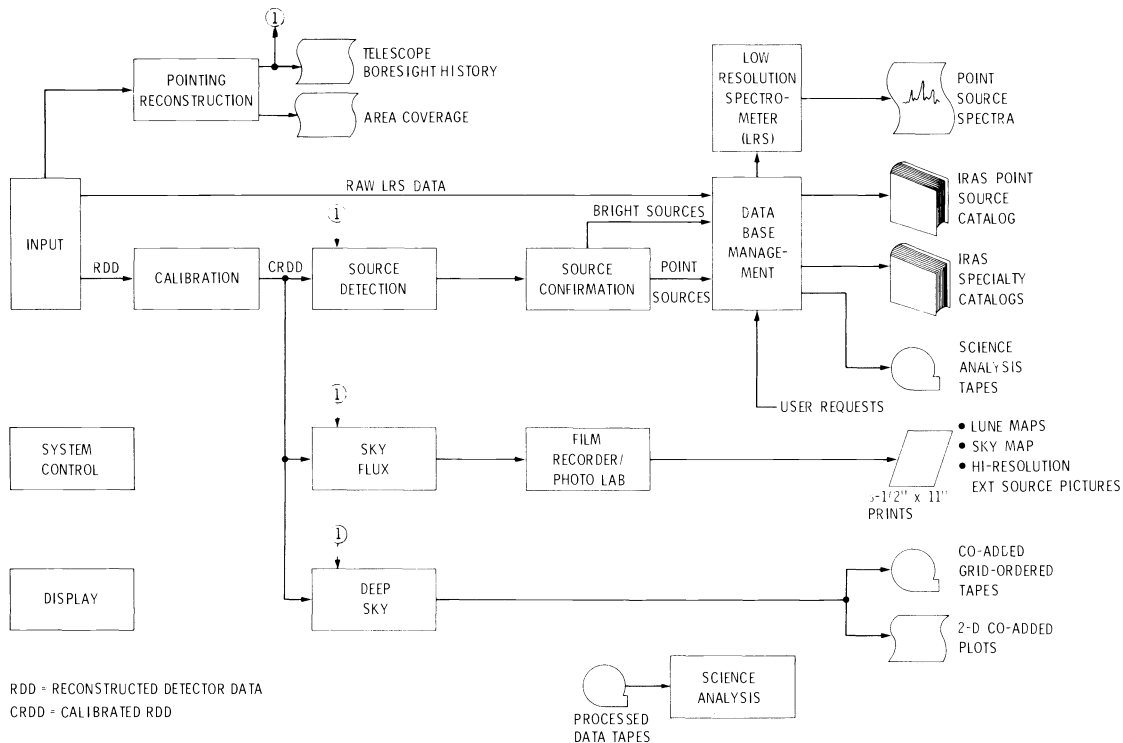 1
TELESCOPE
BORESIGHT HISTORY
POINTING
RECONSTRUCTION
AREA COVERAGE
LOW
RESOLUTION
SPECTRO-
METER
(LRS)
POINT
SOURCE
SPECTRA
INPUT
RAW LRS DATA
RDD
CALIBRATION
CRDD
1
SOURCE
DETECTION
BRIGHT SOURCES
SOURCE
CONFIRMATION
POINT
SOURCES
DATA
BASE
MANAGE-
MENT
IRAS POINT
SOURCE
CATALOG
IRAS
SPECIALTY
CATALOGS
SCIENCE
ANALYSIS
TAPES
USER REQUESTS
SYSTEM
CONTROL
1
SKY
FLUX
FILM
RECORDER/
PHOTO LAB
• LUNE MAPS
• SKY MAP
• HI-RESOLUTION
EXT SOURCE PICTURES
-1/2" x 11"
PRINTS
DISPLAY
1
DEEP
SKY
CO-ADDED
GRID-ORDERED
TAPES
2-D CO-ADDED
PLOTS
RDD = RECONSTRUCTED DETECTOR DATA
CRDD = CALIBRATED RDD
PROCESSED
DATA TAPES
SCIENCE
ANALYSIS